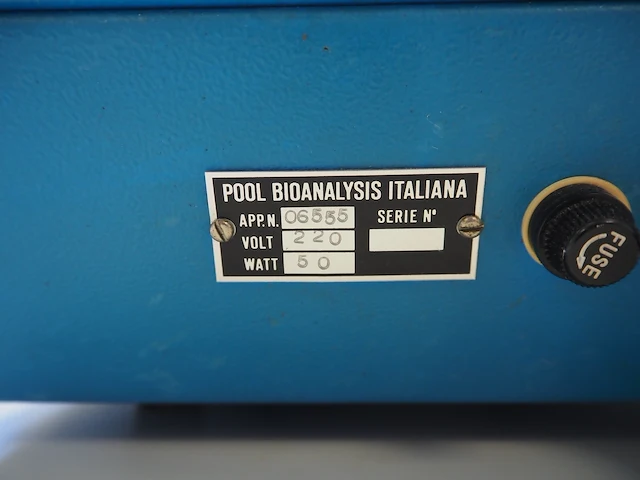 POOL BIOANALYSIS ITALIANA
APP.N. 06555 SERIE N°
VOLT 220
WATT 50
FUSE